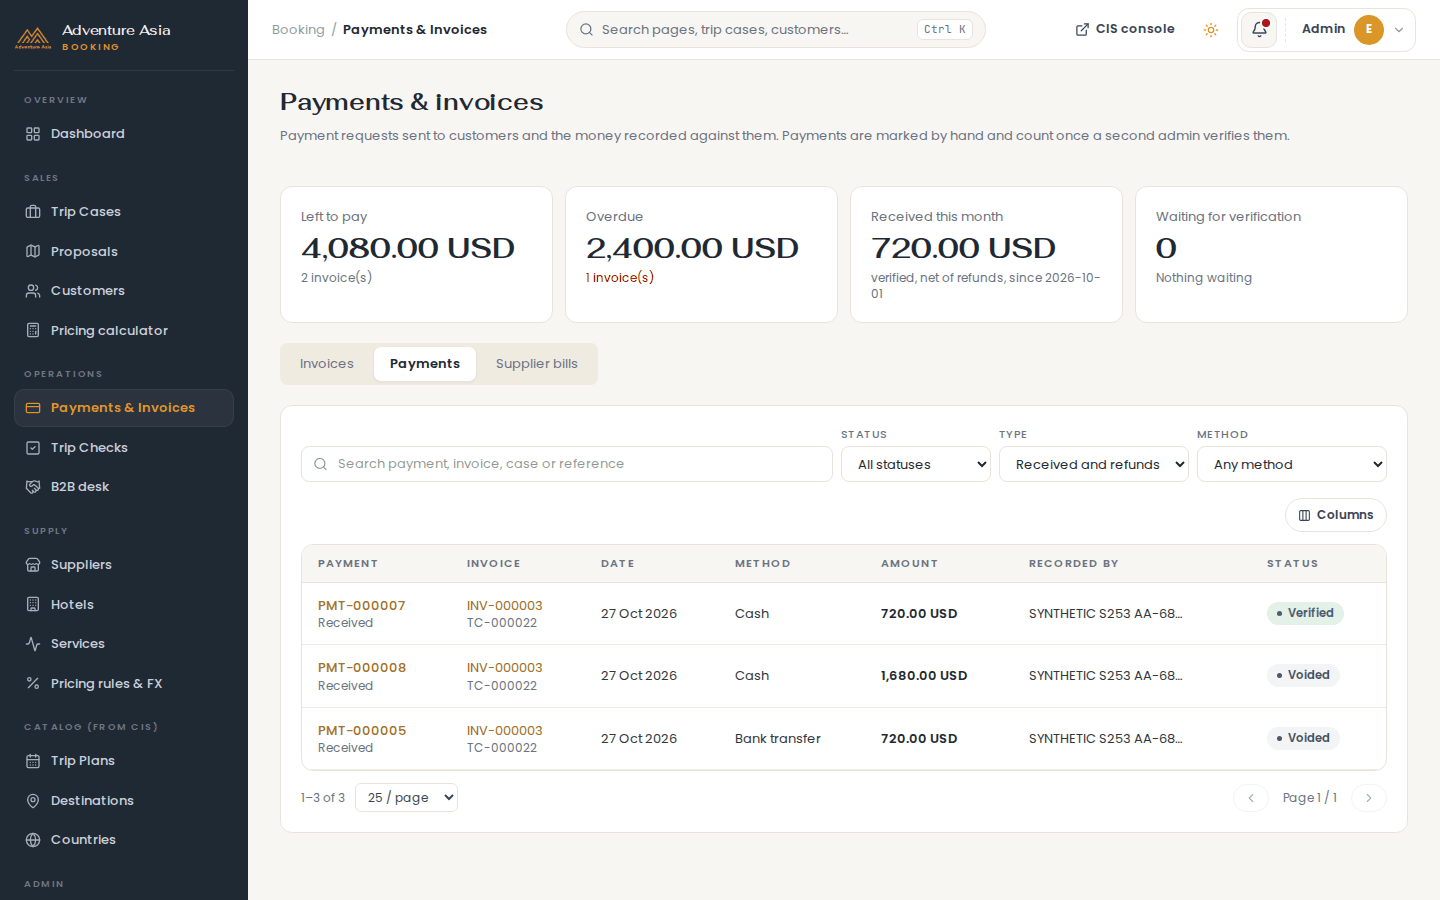 Adventure Asia
BOOKING
Adventure Asia
OVERVIEW
Dashboard
SALES
Trip Cases
Proposals
Customers
Pricing calculator
OPERATIONS
Payments & Invoices
Trip Checks
B2B desk
SUPPLY
Suppliers
Hotels
Services
Pricing rules & FX
CATALOG (FROM CIS)
Trip Plans
Destinations
Countries
ADMIN
Booking / Payments & Invoices
Search pages, trip cases, customers…
Ctrl K
CIS console
Admin
E
Payments & invoices
Payment requests sent to customers and the money recorded against them. Payments are marked by hand and count once a second admin verifies them.
Left to pay
4,080.00 USD
2 invoice(s)
Overdue
2,400.00 USD
1 invoice(s)
Received this month
720.00 USD
verified, net of refunds, since 2026-10-
01
Waiting for verification
0
Nothing waiting
Invoices Payments Supplier bills
STATUS TYPE METHOD
Search payment, invoice, case or reference All statuses Received and refunds Any method
Columns
PAYMENT INVOICE DATE METHOD AMOUNT RECORDED BY STATUS
PMT-000007 INV-000003 27 Oct 2026 Cash 720.00 USD SYNTHETIC S253 AA-68… Verified
Received TC-000022
PMT-000008 INV-000003 27 Oct 2026 Cash 1,680.00 USD SYNTHETIC S253 AA-68… Voided
Received TC-000022
PMT-000005 INV-000003 27 Oct 2026 Bank transfer 720.00 USD SYNTHETIC S253 AA-68… Voided
Received TC-000022
1–3 of 3 25 / page Page 1 / 1